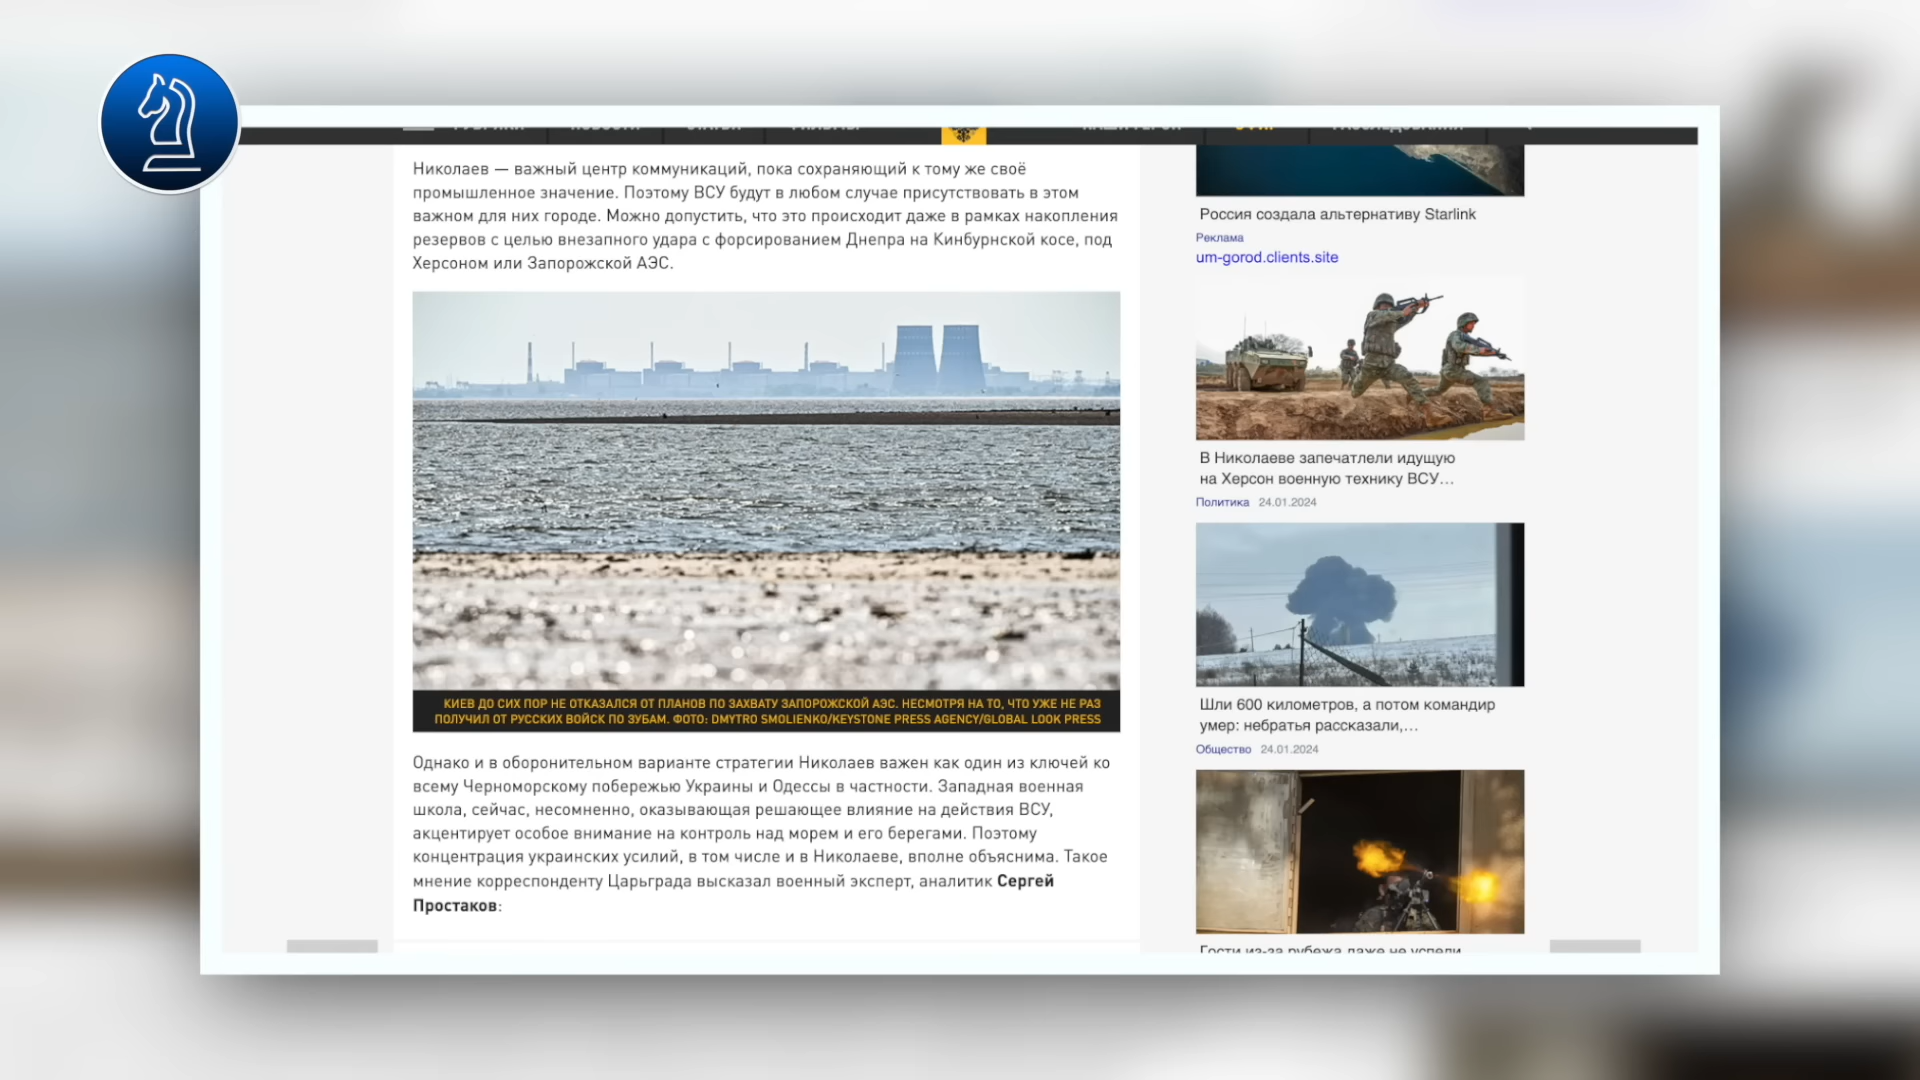 Николаев — важный центр коммуникаций, пока сохраняющий к тому же своё
промышленное значение. Поэтому ВСУ будут в любом случае присутствовать в этом
важном для них городе. Можно допустить, что это происходит даже в рамках накопления
резервов с целью внезапного удара с форсированием Днепра на Кинбурнской косе, под
Херсоном или Запорожской АЭС.
КИЕВ ДО СИХ ПОР НЕ ОТКАЗАЛСЯ ОТ ПЛАНОВ ПО ЗАХВАТУ ЗАПОРОЖСКОЙ АЭС. НЕСМОТРЯ НА ТО, ЧТО УЖЕ НЕ РАЗ
ПОЛУЧИЛ ОТ РУССКИХ ВОЙСК ПО ЗУБАМ. ФОТО: DMYTRO SMOLIENKO/KEYSTONE PRESS AGENCY/GLOBAL LOOK PRESS
Однако и в оборонительном варианте стратегии Николаев важен как один из ключей ко
всему Черноморскому побережью Украины и Одессы в частности. Западная военная
школа, сейчас, несомненно, оказывающая решающее влияние на действия ВСУ,
акцентирует особое внимание на контроль над морем и его берегами. Поэтому
концентрация украинских усилий, в том числе и в Николаеве, вполне объяснима. Такое
мнение корреспонденту Царьграда высказал военный эксперт, аналитик Сергей
Простаков:
Россия создала альтернативу Starlink
Реклама
um-gorod.clients.site
В Николаеве запечатлели идущую
на Херсон военную технику ВСУ…
Политика 24.01.2024
Шли 600 километров, а потом командир
умер: небратья рассказали,…
Общество 24.01.2024
Гости из-за рубежа даже не успели